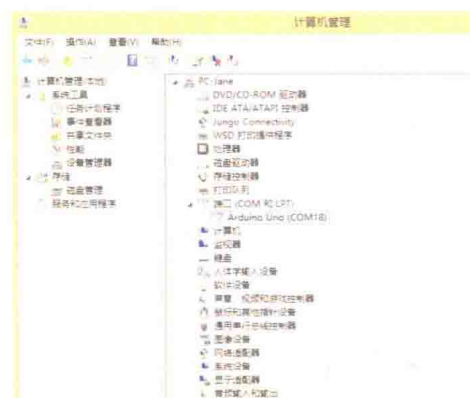 计算机管理
文件(F) 操作(A) 查看(V) 帮助(H)
计算机管理(本地)
系统工具
任务计划程序
事件查看器
共享文件夹
性能
设备管理器
存储
磁盘管理
服务和应用程序
PC-Jane
DVD/CD-ROM 驱动器
IDE ATA/ATAPI 控制器
Jungo Connectivity
WSD 打印提供程序
处理器
磁盘驱动器
存储控制器
打印队列
端口 (COM 和 LPT)
Arduino Uno (COM18)
计算机
监视器
键盘
人体学输入设备
软件设备
声音、视频和游戏控制器
鼠标和其他指针设备
通用串行总线控制器
图像设备
网络适配器
系统设备
显示适配器
音频输入和输出